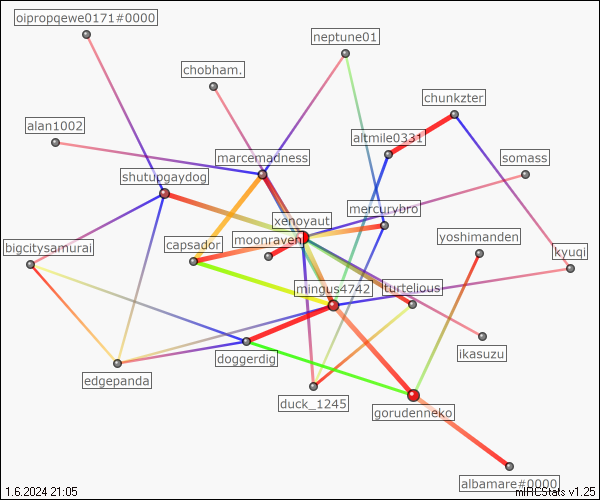 oipropqewe0171#0000
neptune01
chobham.
chunkzter
alan1002
altmile0331
marcemadness
somass
shutupgaydog
mercurybro
xenoyaut
yoshimanden
bigcitysamurai
capsador
moonraven
kyuqi
mingus4742
turtelious
doggerdig
ikasuzu
edgepanda
duck_1245
gorudenneko
albamare#0000
1.6.2024 21:05
mIRCStats v1.25